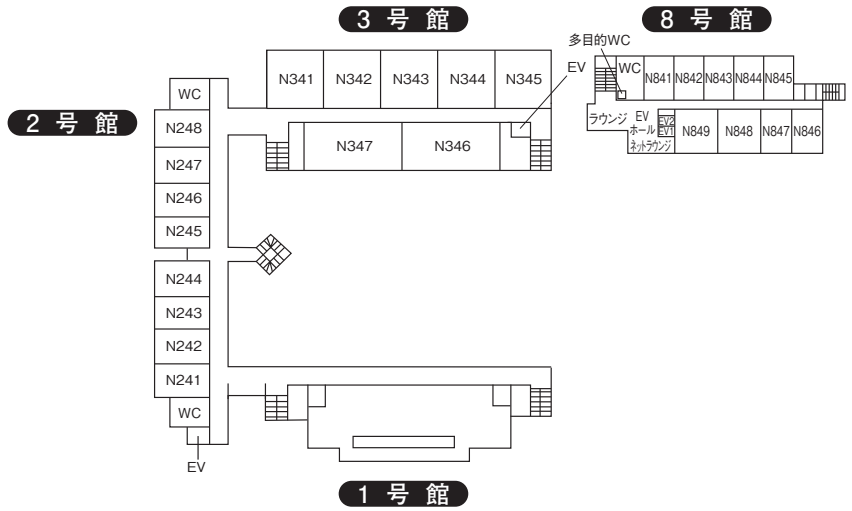 3 号 館
8 号 館
多目的WC
EV
WC
N841
N842
N843
N844
N845
N341
N342
N343
N344
N345
2 号 館
WC
N248
N247
N246
N245
N244
N243
N242
N241
WC
EV
N347
N346
ラウンジ
EV
ホール
EV2
EV1
ネットラウンジ
N849
N848
N847
N846
1 号 館